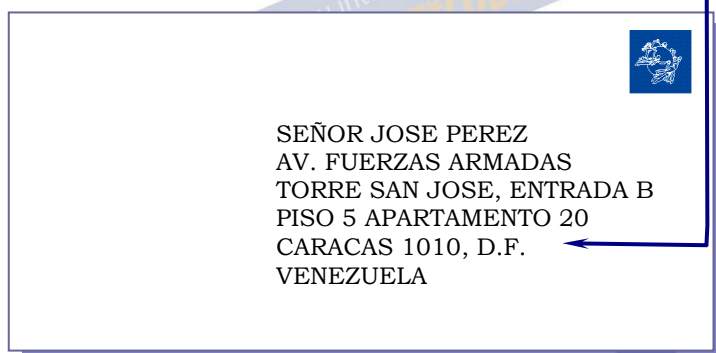 SEÑOR JOSE PEREZ
AV. FUERZAS ARMADAS
TORRE SAN JOSE, ENTRADA B
PISO 5 APARTAMENTO 20
CARACAS 1010, D.F.
VENEZUELA